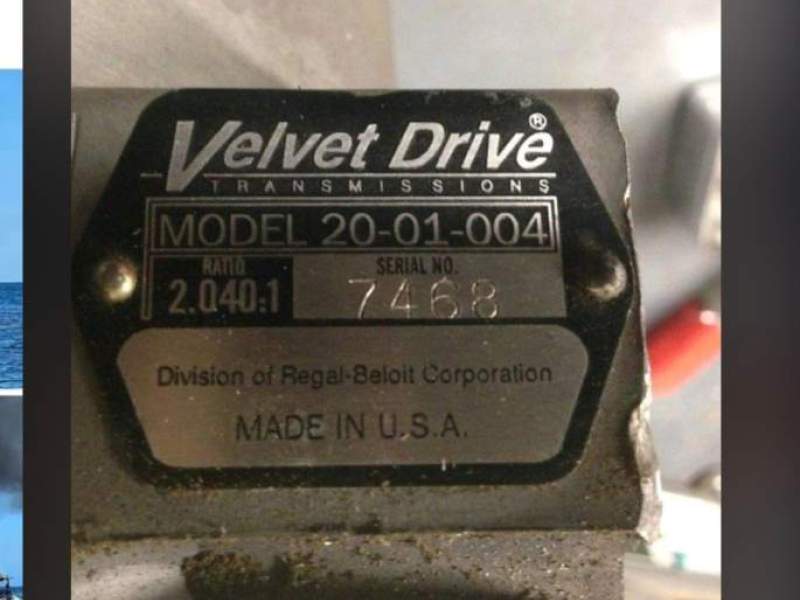 Velvet Drive®
TRANSMISSIONS
MODEL 20-01-004
RATIO
2.040:1
SERIAL NO.
7468
Division of Regal-Beloit Corporation
MADE IN U.S.A.